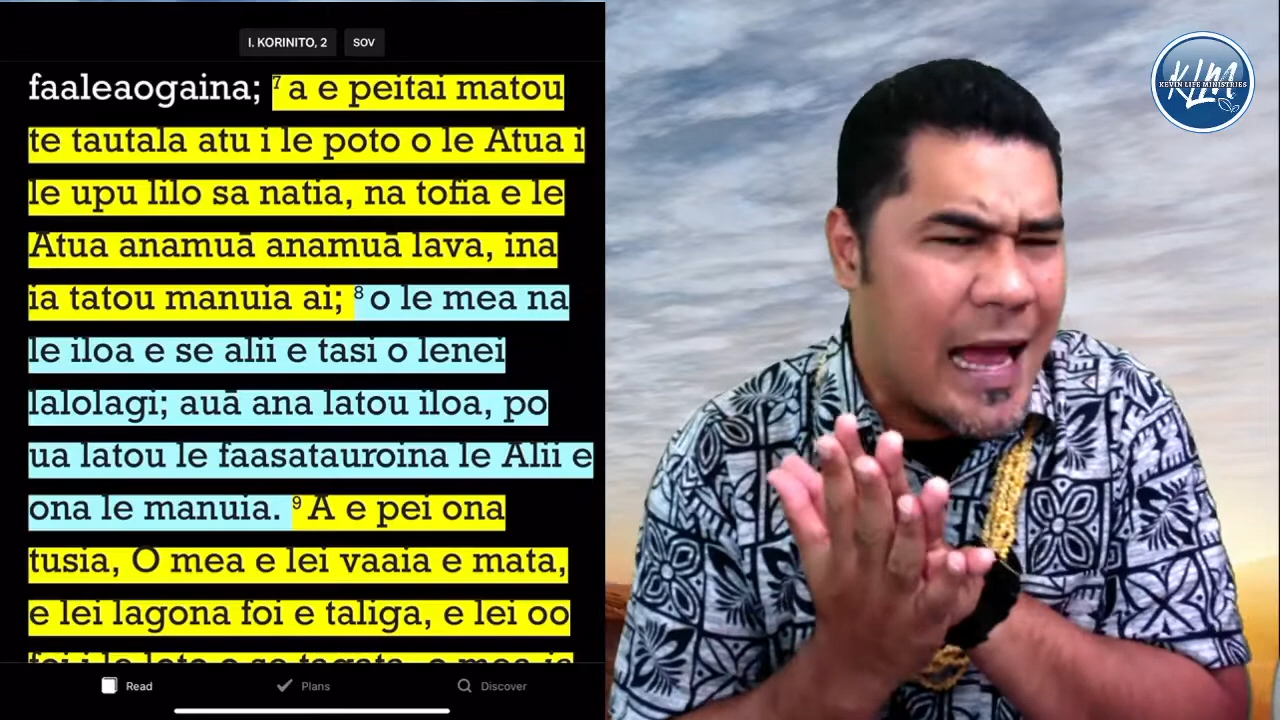 I. KORINITO, 2 SOV
faaleaogaina; 7 a e peitai matou
te tautala atu i le poto o le Atua i
le upu lilo sa natia, na tofia e le
Atua anamuā anamuā lava, ina
ia tatou manuia ai; 8 o le mea na
le iloa e se alii e tasi o lenei
lalolagi; auā ana latou iloa, po
ua latou le faasatauroina le Alii e
ona le manuia. 9 A e pei ona
tusia, O mea e lei vaaia e mata,
e lei lagona foi e taliga, e lei oo
Read Plans Discover
KLM
KEVIN LIFE MINISTRIES